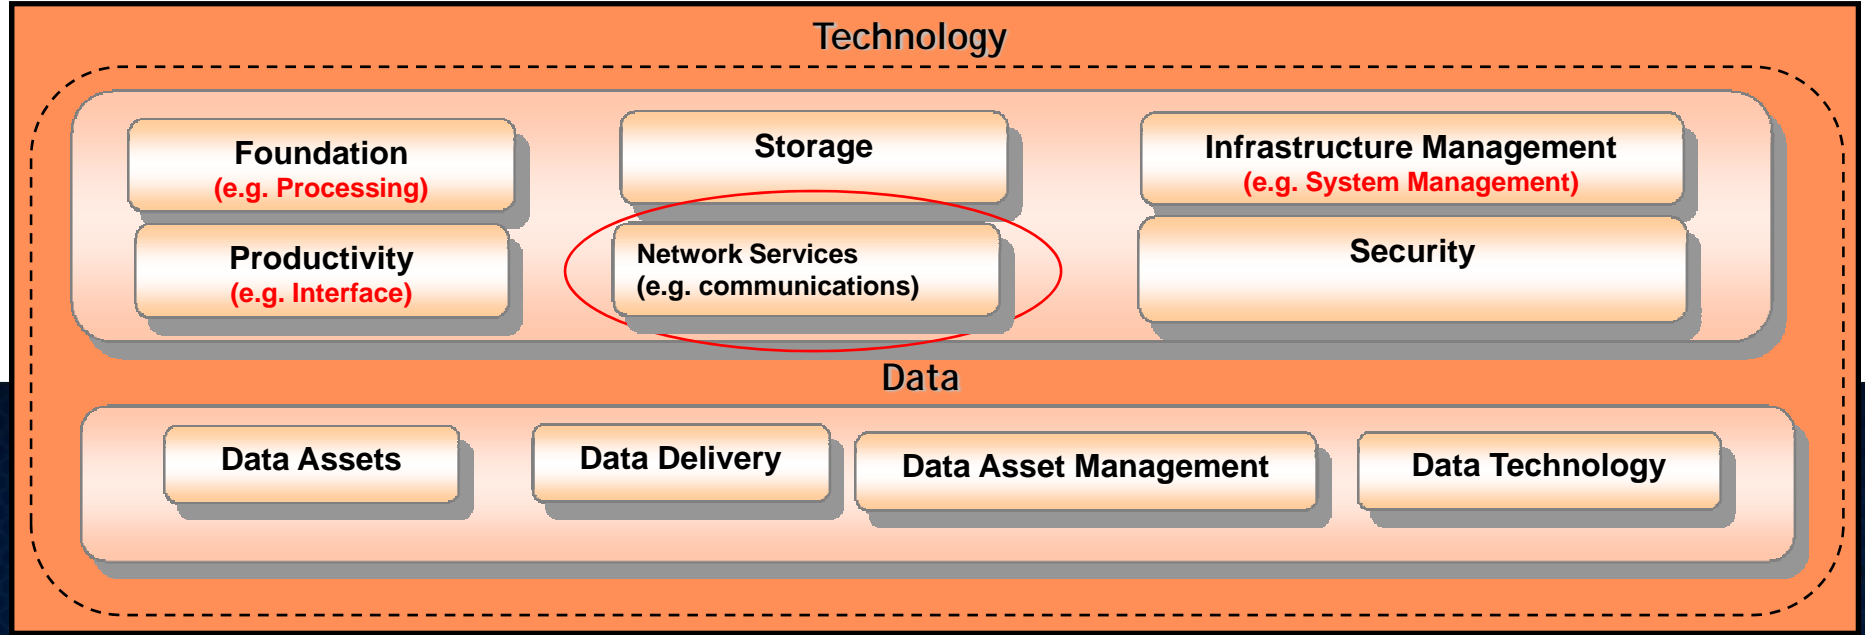 Technology
Foundation
(e.g. Processing)
Storage
Infrastructure Management
(e.g. System Management)
Productivity
(e.g. Interface)
Network Services
(e.g. communications)
Security
Data
Data Assets
Data Delivery
Data Asset Management
Data Technology